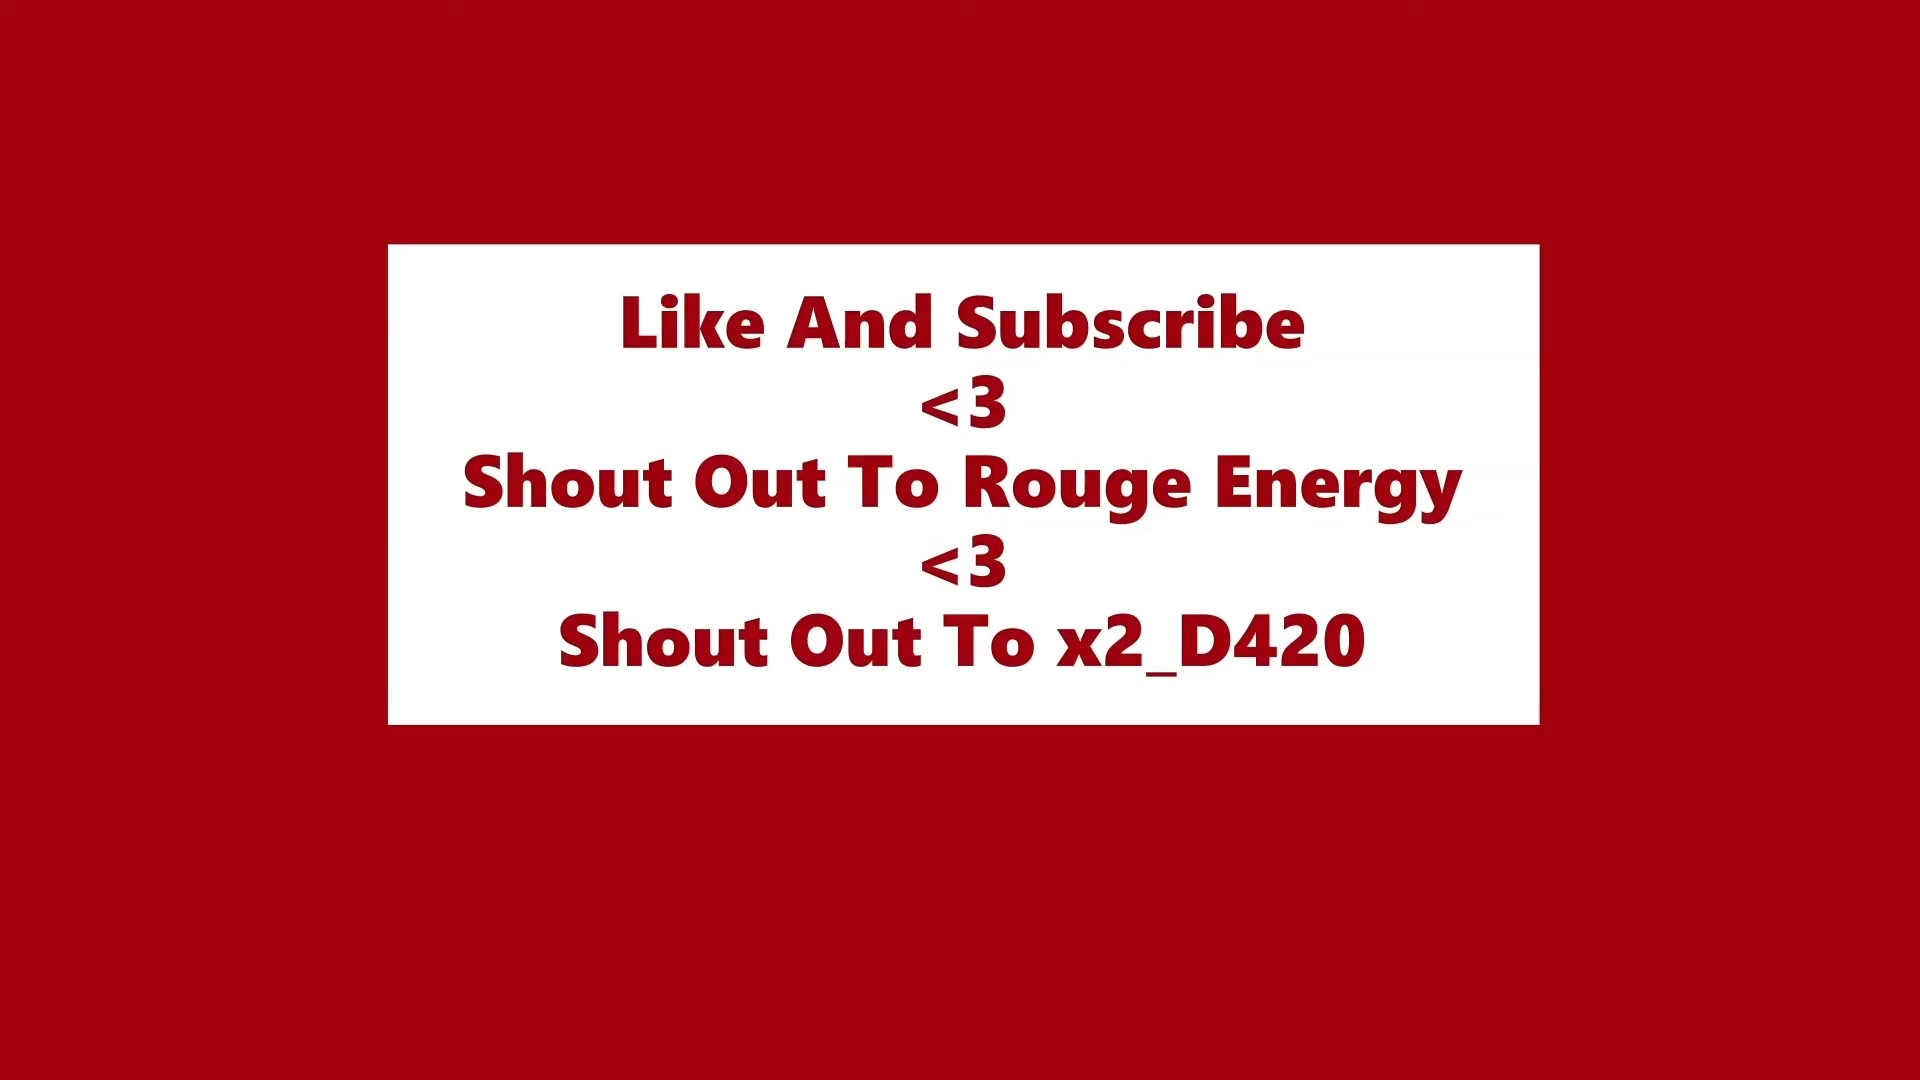 Like And Subscribe
<3
Shout Out To Rouge Energy
<3
Shout Out To x2_D420